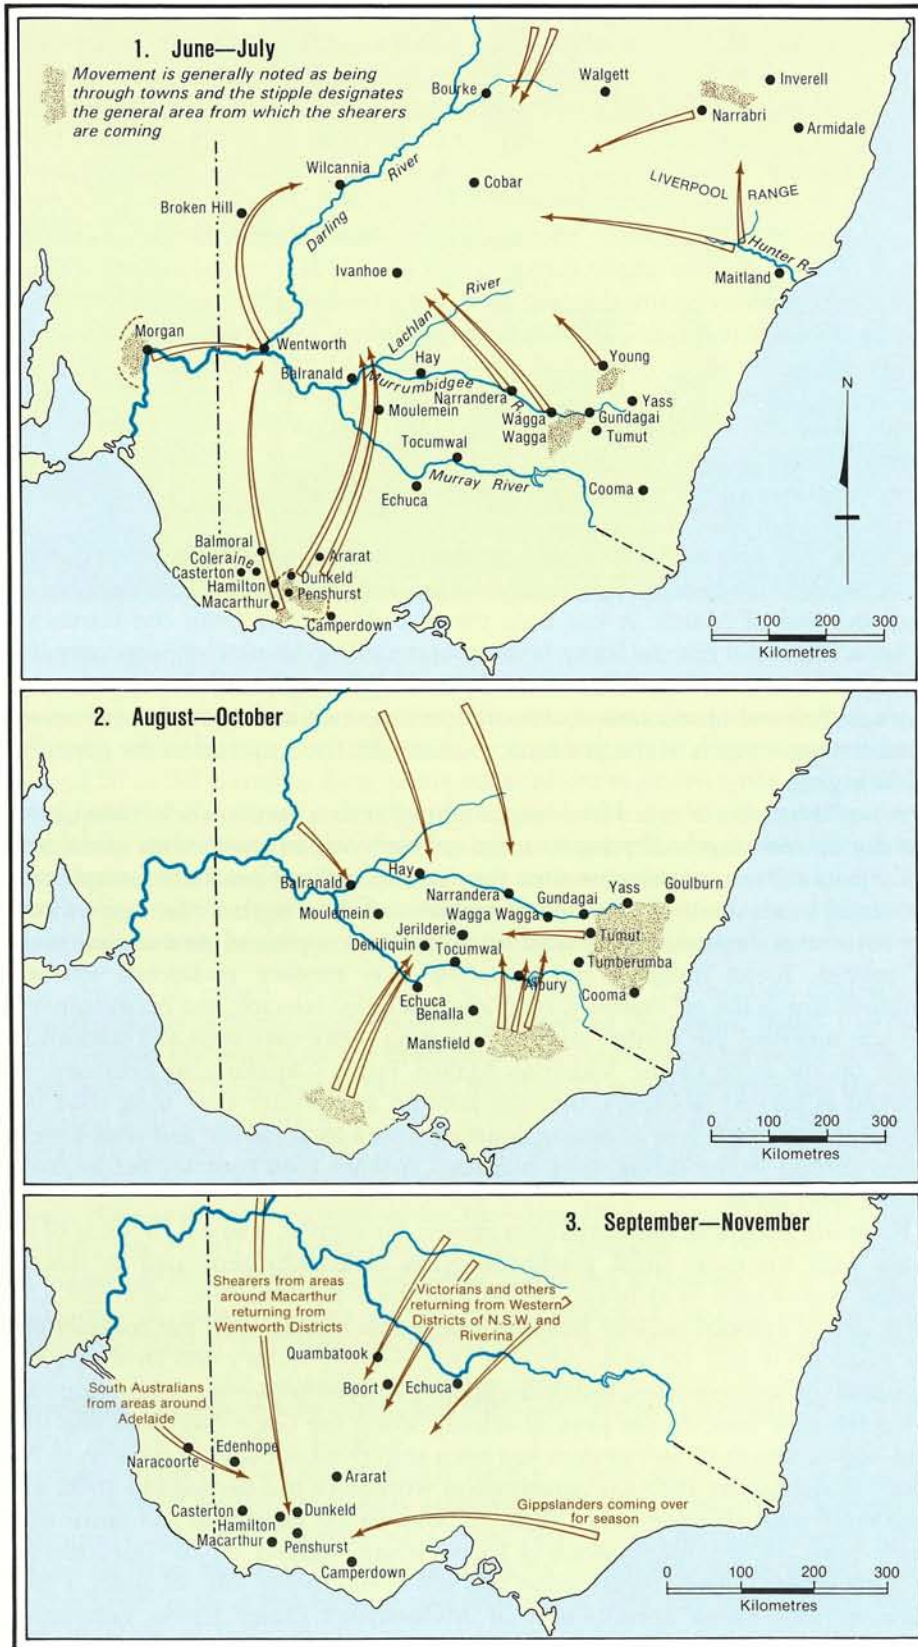 1. June—July
Movement is generally noted as being
through towns and the stipple designates
the general area from which the shearers
are coming
Bourke
Walgett
Inverell
Narrabri
Armidale
Wilcannia
Darling River
Cobar
Broken Hill
LIVERPOOL RANGE
Hunter R.
Maitland
Ivanhoe
Lachlan River
Morgan
Wentworth
Young
Balranald
Hay
Murrumbidgee R.
Narrandera
Yass
Moulemein
Wagga
Wagga
Gundagai
Tumut
N
Tocumwal
Murray River
Echuca
Cooma
Balmoral
Coleraine
Casterton
Hamilton
Macarthur
Ararat
Dunkeld
Penshurst
Camperdown
0 100 200 300
Kilometres
2. August—October
Balranald
Hay
Narrandera
Gundagai
Yass
Goulburn
Moulemein
Wagga Wagga
Jerilderie
Tumut
Deniliquin
Tocumwal
Tumberumba
Albury
Echuca
Cooma
Benalla
Mansfield
0 100 200 300
Kilometres
3. September—November
Shearers from areas
around Macarthur
returning from
Wentworth Districts
Victorians and others
returning from Western
Districts of N.S.W. and
Riverina
Quambatook
Boort
Echuca
South Australians
from areas around
Adelaide
Edenhope
Naracoorte
Ararat
Casterton
Dunkeld
Hamilton
Macarthur
Penshurst
Camperdown
Gippslanders coming over
for season
0 100 200 300
Kilometres